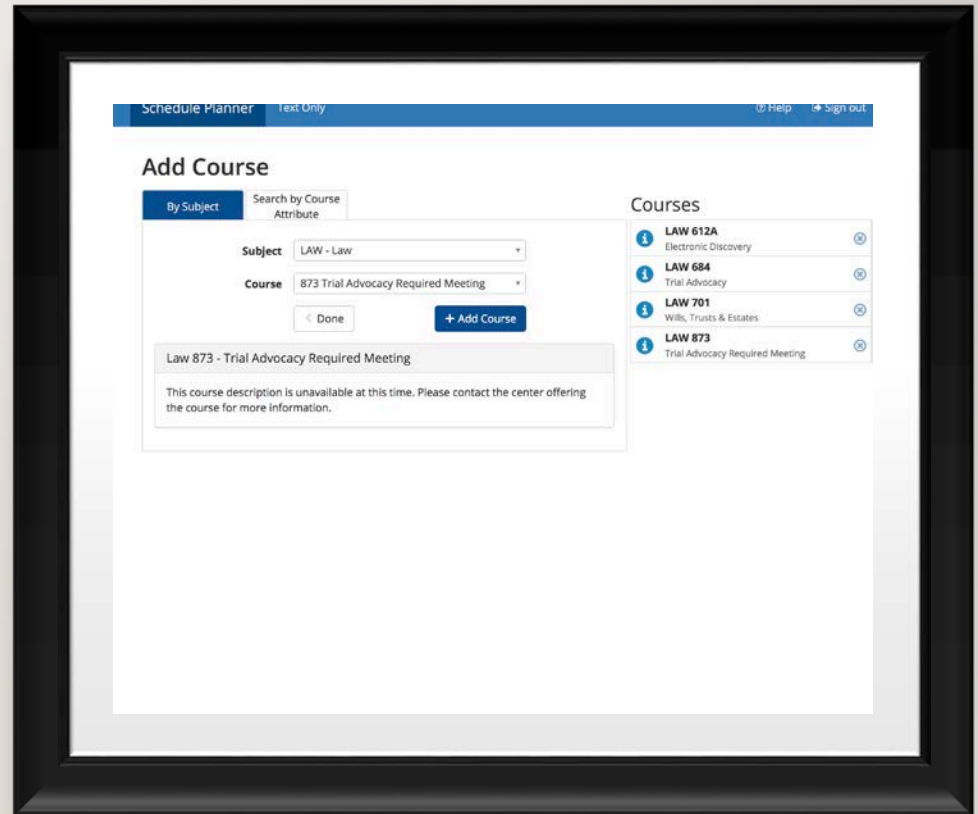 Schedule Planner Text Only Help Sign out
Add Course
By Subject
Search by Course
Attribute
Subject LAW - Law
Course 873 Trial Advocacy Required Meeting
Done + Add Course
Law 873 - Trial Advocacy Required Meeting
This course description is unavailable at this time. Please contact the center offering
the course for more information.
Courses
LAW 612A
Electronic Discovery
LAW 684
Trial Advocacy
LAW 701
Wills, Trusts & Estates
LAW 873
Trial Advocacy Required Meeting